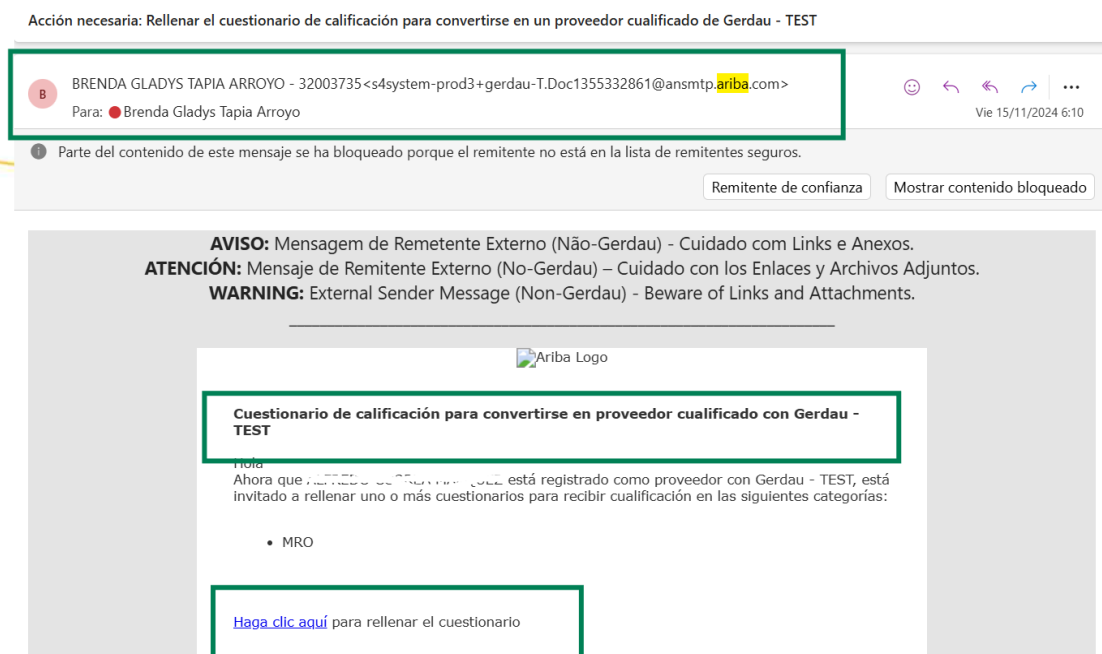 Acción necesaria: Rellenar el cuestionario de calificación para convertirse en un proveedor cualificado de Gerdau - TEST
B
BRENDA GLADYS TAPIA ARROYO - 32003735<s4system-prod3+gerdau-T.Doc1355332861@ansmtp.ariba.com>
Para: Brenda Gladys Tapia Arroyo
Vie 15/11/2024 6:10
Parte del contenido de este mensaje se ha bloqueado porque el remitente no está en la lista de remitentes seguros.
Remitente de confianza
Mostrar contenido bloqueado
AVISO: Mensagem de Remetente Externo (Não-Gerdau) - Cuidado com Links e Anexos.
ATENCIÓN: Mensaje de Remitente Externo (No-Gerdau) – Cuidado con los Enlaces y Archivos Adjuntos.
WARNING: External Sender Message (Non-Gerdau) - Beware of Links and Attachments.
Ariba Logo
Cuestionario de calificación para convertirse en proveedor cualificado con Gerdau -
TEST
Hola
Ahora que está registrado como proveedor con Gerdau - TEST, está
invitado a rellenar uno o más cuestionarios para recibir cualificación en las siguientes categorías:
• MRO
Haga clic aquí para rellenar el cuestionario